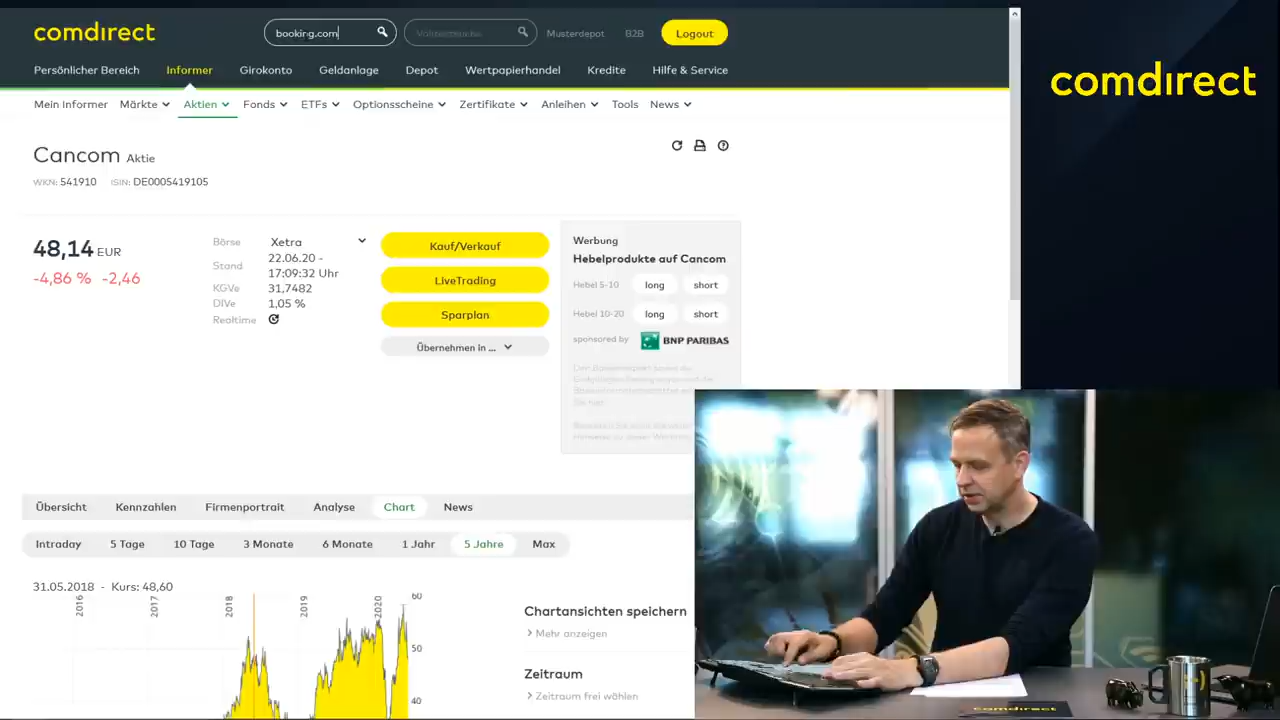 comdirect
booking.com
Volltextsuche
Musterdepot
B2B
Logout
comdirect
Persönlicher Bereich
Informer
Girokonto
Geldanlage
Depot
Wertpapierhandel
Kredite
Hilfe & Service
Mein Informer
Märkte
Aktien
Fonds
ETFs
Optionsscheine
Zertifikate
Anleihen
Tools
News
Cancom Aktie
WKN: 541910 ISIN: DE0005419105
48,14 EUR
-4,86 % -2,46
Börse Xetra
Stand 22.06.20 -
17:09:32 Uhr
KGVe 31,7482
DIVe 1,05 %
Realtime
Kauf/Verkauf
LiveTrading
Sparplan
Übernehmen in ...
Werbung
Hebelprodukte auf Cancom
Hebel 5-10 long short
Hebel 10-20 long short
sponsored by BNP PARIBAS
Übersicht
Kennzahlen
Firmenportrait
Analyse
Chart
News
Intraday
5 Tage
10 Tage
3 Monate
6 Monate
1 Jahr
5 Jahre
Max
31.05.2018 - Kurs: 48,60
2016
2017
2018
2019
2020
60
50
40
Chartansichten speichern
Mehr anzeigen
Zeitraum
Zeitraum frei wählen
comdirect